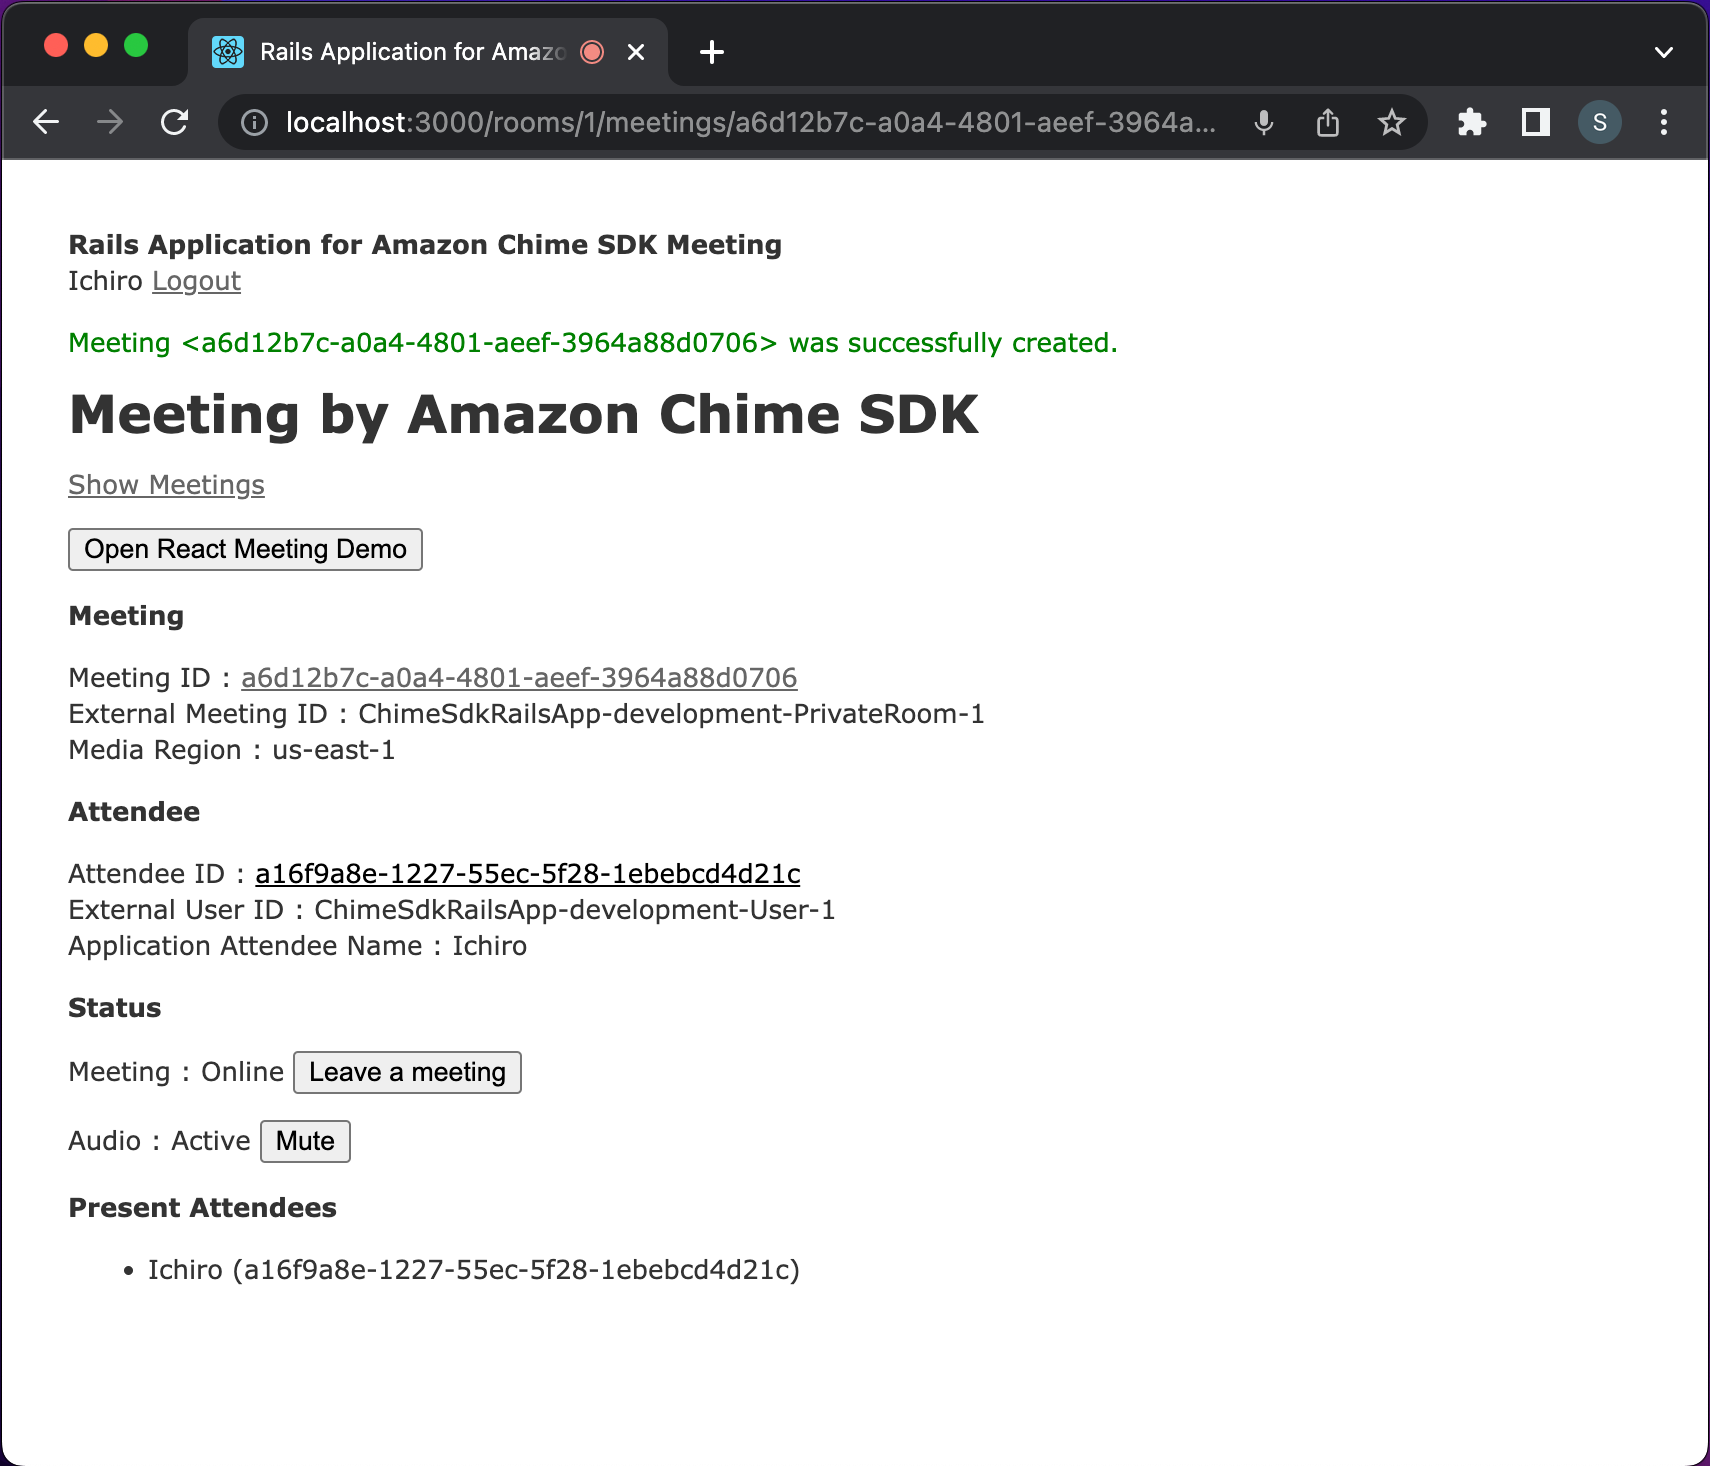 Rails Application for Amazo
localhost:3000/rooms/1/meetings/a6d12b7c-a0a4-4801-aeef-3964a...
S
Rails Application for Amazon Chime SDK Meeting
Ichiro Logout
Meeting <a6d12b7c-a0a4-4801-aeef-3964a88d0706> was successfully created.
Meeting by Amazon Chime SDK
Show Meetings
Open React Meeting Demo
Meeting
Meeting ID : a6d12b7c-a0a4-4801-aeef-3964a88d0706
External Meeting ID : ChimeSdkRailsApp-development-PrivateRoom-1
Media Region : us-east-1
Attendee
Attendee ID : a16f9a8e-1227-55ec-5f28-1ebebcd4d21c
External User ID : ChimeSdkRailsApp-development-User-1
Application Attendee Name : Ichiro
Status
Meeting : Online Leave a meeting
Audio : Active Mute
Present Attendees
• Ichiro (a16f9a8e-1227-55ec-5f28-1ebebcd4d21c)